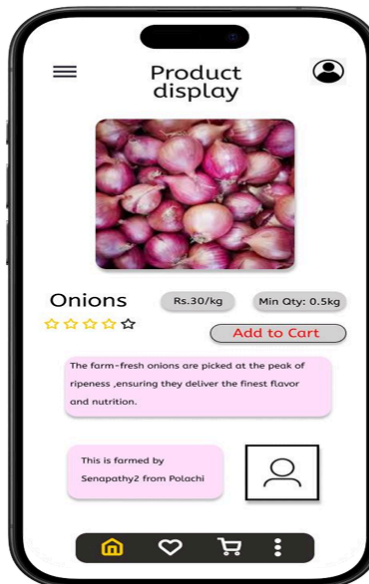 Product
display
Onions
Rs.30/kg
Min Qty: 0.5kg
Add to Cart
The farm-fresh onions are picked at the peak of
ripeness ,ensuring they deliver the finest flavor
and nutrition.
This is farmed by
Senapathy2 from Polachi